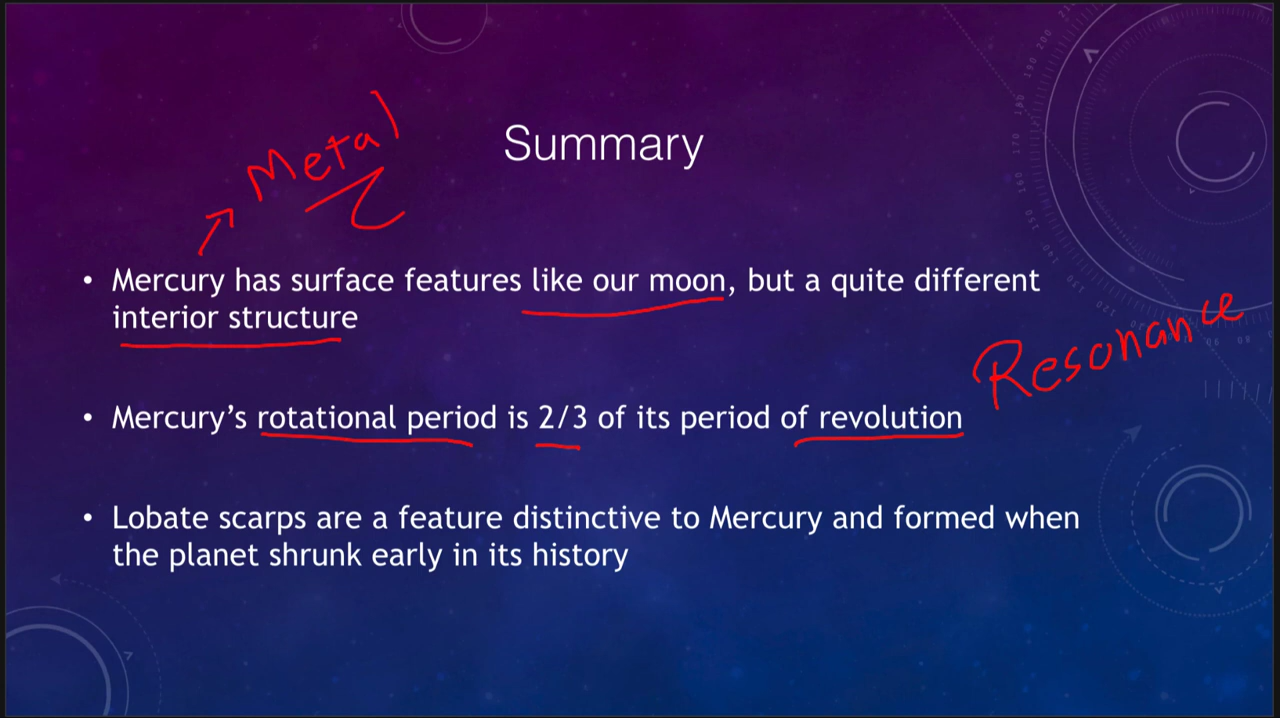 Metal
Summary
• Mercury has surface features like our moon, but a quite different
interior structure
Resonance
• Mercury's rotational period is 2/3 of its period of revolution
• Lobate scarps are a feature distinctive to Mercury and formed when
the planet shrunk early in its history